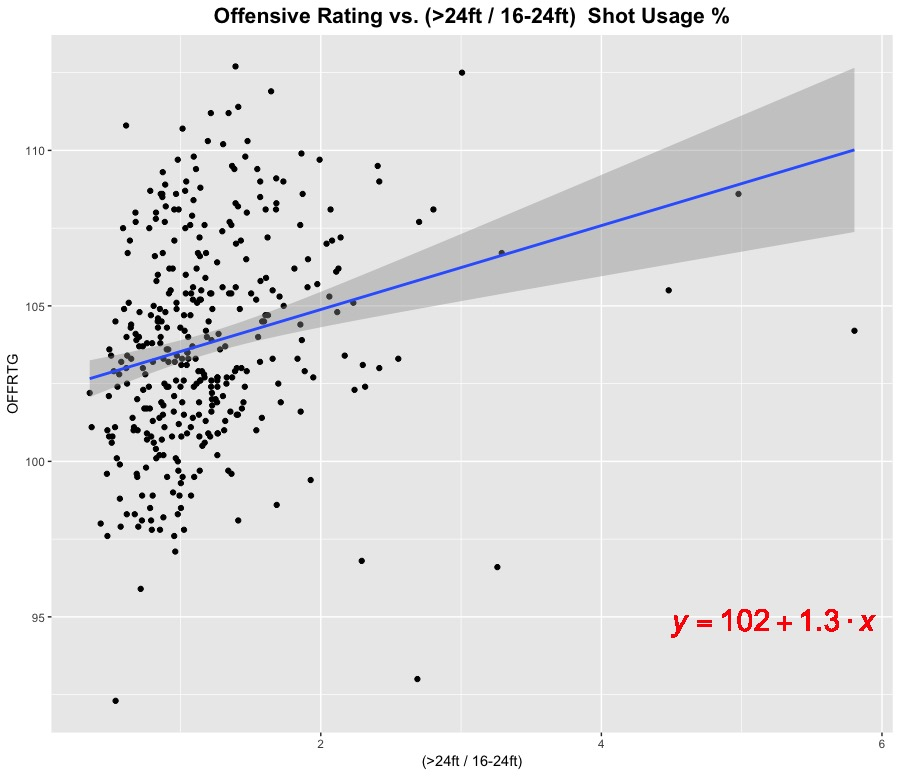 Offensive Rating vs. (>24ft / 16-24ft)  Shot Usage %
OFFRTG
110
105
100
95
y = 102 + 1.3 · x
2
4
6
(>24ft / 16-24ft)